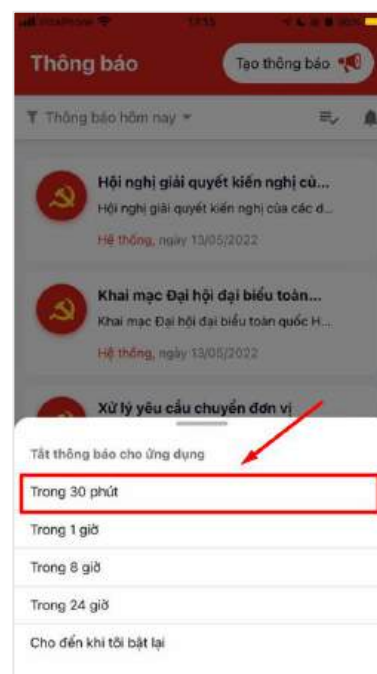 17:15
Thông báo
Tạo thông báo
Thông báo hôm nay
Hội nghị giải quyết kiến nghị củ...
Hội nghị giải quyết kiến nghị của các đ...
Hệ thống, ngày 13/05/2022
Khai mạc Đại hội đại biểu toàn...
Khai mạc Đại hội đại biểu toàn quốc H...
Hệ thống, ngày 13/05/2022
Xử lý yêu cầu chuyển đơn vị
Tắt thông báo cho ứng dụng
Trong 30 phút
Trong 1 giờ
Trong 8 giờ
Trong 24 giờ
Cho đến khi tôi bật lại